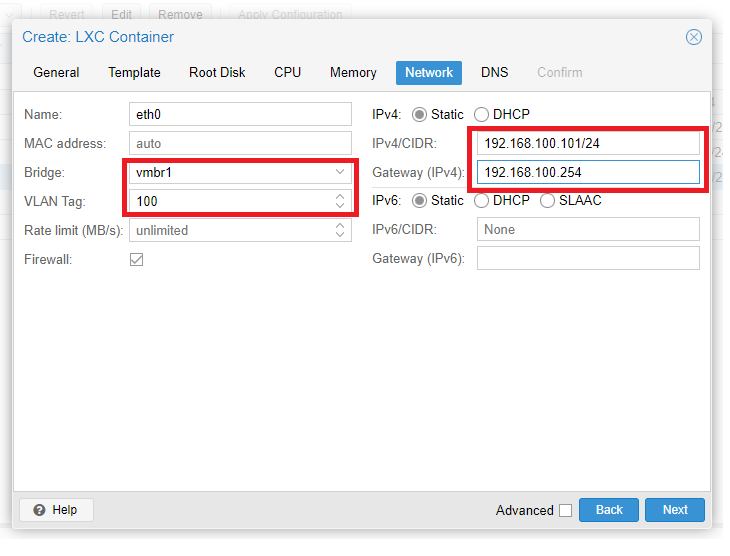 Revert Edit Remove Apply Configuration
Create: LXC Container
General Template Root Disk CPU Memory Network DNS Confirm
Name: eth0 IPv4: Static DHCP
MAC address: auto IPv4/CIDR: 192.168.100.101/24
Bridge: vmbr1 Gateway (IPv4): 192.168.100.254
VLAN Tag: 100 IPv6: Static DHCP SLAAC
Rate limit (MB/s): unlimited IPv6/CIDR: None
Firewall: Gateway (IPv6):
Help Advanced Back Next